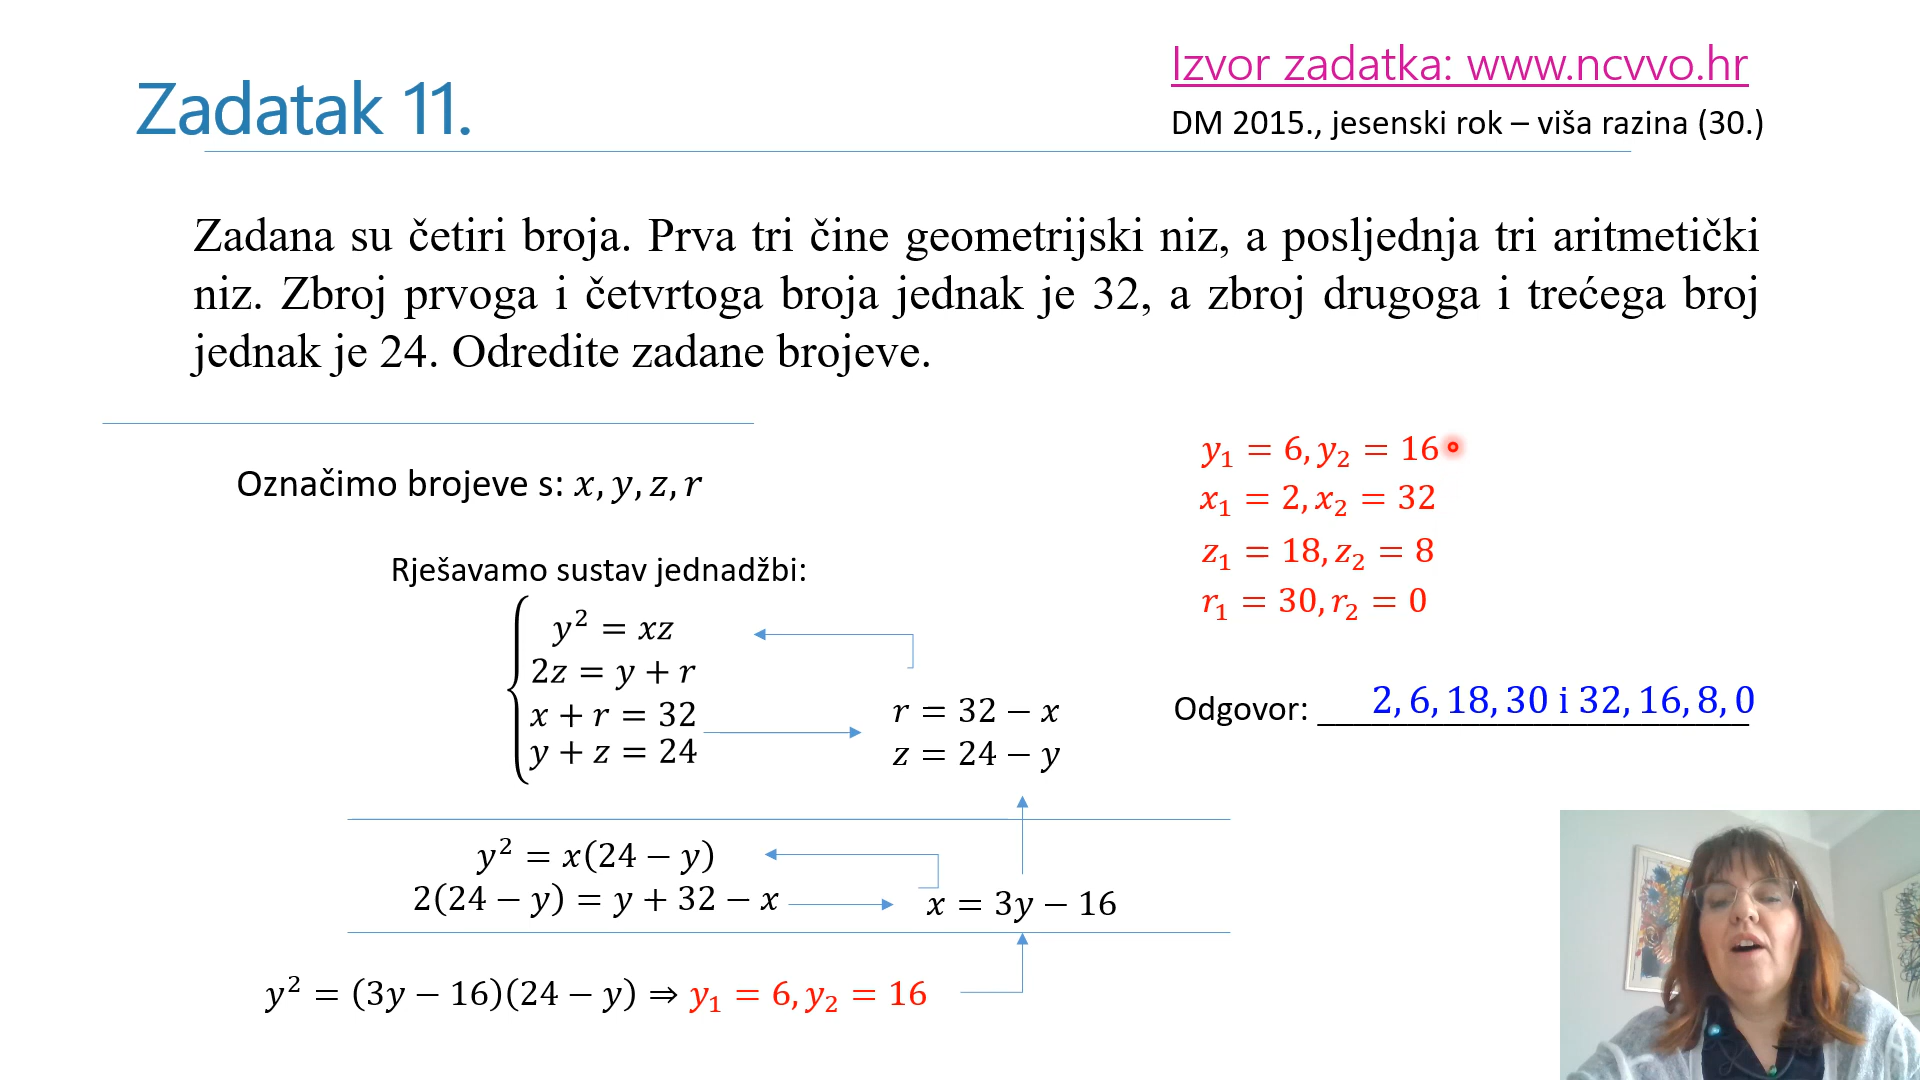 Izvor zadatka: www.ncvvo.hr
Zadatak 11.
DM 2015., jesenski rok – viša razina (30.)
Zadana su četiri broja. Prva tri čine geometrijski niz, a posljednja tri aritmetički
niz. Zbroj prvoga i četvrtoga broja jednak je 32, a zbroj drugoga i trećega broj
jednak je 24. Odredite zadane brojeve.
Označimo brojeve s: x, y, z, r
Rješavamo sustav jednadžbi:
y² = xz
2z = y + r
x + r = 32
y + z = 24
r = 32 − x
z = 24 − y
y² = x(24 − y)
2(24 − y) = y + 32 − x
x = 3y − 16
y² = (3y − 16)(24 − y) ⇒ y₁ = 6, y₂ = 16
y₁ = 6, y₂ = 16
x₁ = 2, x₂ = 32
z₁ = 18, z₂ = 8
r₁ = 30, r₂ = 0
Odgovor: 2, 6, 18, 30 i 32, 16, 8, 0